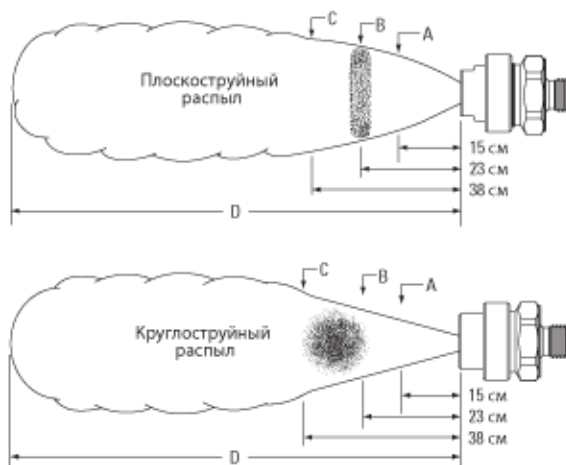 C
B
A
Плоскоструйный
распыл
15 см
23 см
38 см
D
C
B
A
Круглоструйный
распыл
15 см
23 см
38 см
D